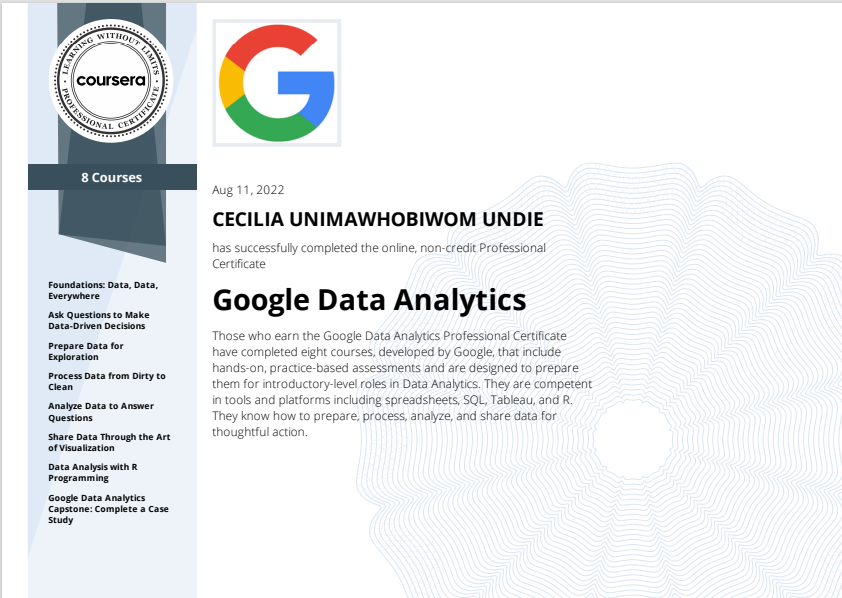 LEARNING WITHOUT LIMITS
coursera
PROFESSIONAL CERTIFICATE
8 Courses
Foundations: Data, Data,
Everywhere
Ask Questions to Make
Data-Driven Decisions
Prepare Data for
Exploration
Process Data from Dirty to
Clean
Analyze Data to Answer
Questions
Share Data Through the Art
of Visualization
Data Analysis with R
Programming
Google Data Analytics
Capstone: Complete a Case
Study
G
Aug 11, 2022
CECILIA UNIMAWHOBIWOM UNDIE
has successfully completed the online, non-credit Professional
Certificate
Google Data Analytics
Those who earn the Google Data Analytics Professional Certificate
have completed eight courses, developed by Google, that include
hands-on, practice-based assessments and are designed to prepare
them for introductory-level roles in Data Analytics. They are competent
in tools and platforms including spreadsheets, SQL, Tableau, and R.
They know how to prepare, process, analyze, and share data for
thoughtful action.